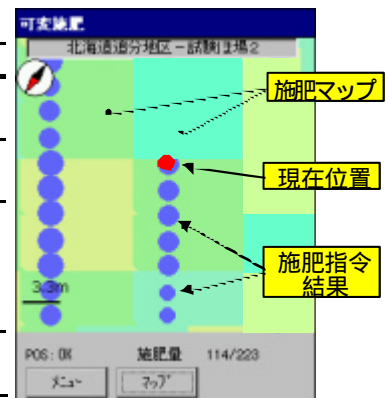 可変施肥
北海道追分地区－試験ほ場2
施肥マップ
現在位置
施肥指令
結果
3.3m
POS: OK 施肥量 114/223
メニュー マップ